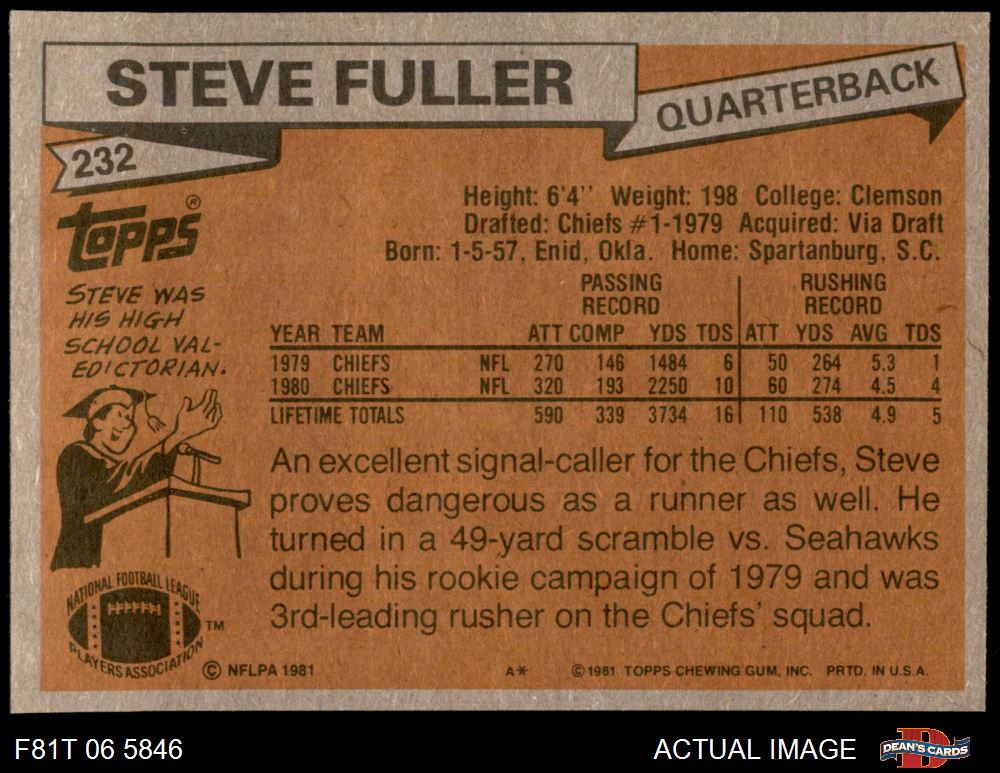 STEVE FULLER
QUARTERBACK
232
Topps®
Height: 6'4'' Weight: 198 College: Clemson
Drafted: Chiefs #1-1979 Acquired: Via Draft
Born: 1-5-57, Enid, Okla. Home: Spartanburg, S.C.
STEVE WAS
HIS HIGH
SCHOOL VAL-
EDICTORIAN.
PASSING RUSHING
RECORD RECORD
YEAR TEAM ATT COMP YDS TDS ATT YDS AVG TDS
1979 CHIEFS NFL 270 146 1484 6 50 264 5.3 1
1980 CHIEFS NFL 320 193 2250 10 60 274 4.5 4
LIFETIME TOTALS 590 339 3734 16 110 538 4.9 5
An excellent signal-caller for the Chiefs, Steve
proves dangerous as a runner as well. He
turned in a 49-yard scramble vs. Seahawks
during his rookie campaign of 1979 and was
3rd-leading rusher on the Chiefs' squad.
NATIONAL FOOTBALL LEAGUE
PLAYERS ASSOCIATION
TM
© NFLPA 1981 A* ©1981 TOPPS CHEWING GUM, INC. PRTD. IN U.S.A.
F81T 06 5846 ACTUAL IMAGE DEAN'S CARDS